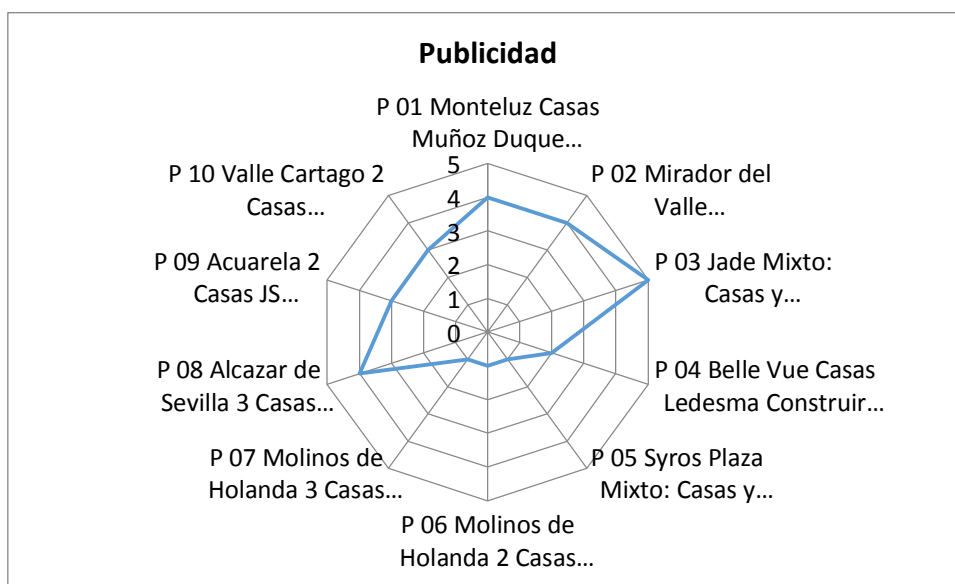 Publicidad
P 01 Monteluz Casas
Muñoz Duque...
P 02 Mirador del
Valle...
P 03 Jade Mixto:
Casas y...
P 04 Belle Vue Casas
Ledesma Construir...
P 05 Syros Plaza
Mixto: Casas y...
P 06 Molinos de
Holanda 2 Casas...
P 07 Molinos de
Holanda 3 Casas...
P 08 Alcazar de
Sevilla 3 Casas...
P 09 Acuarela 2
Casas JS...
P 10 Valle Cartago 2
Casas...
5
4
3
2
1
0